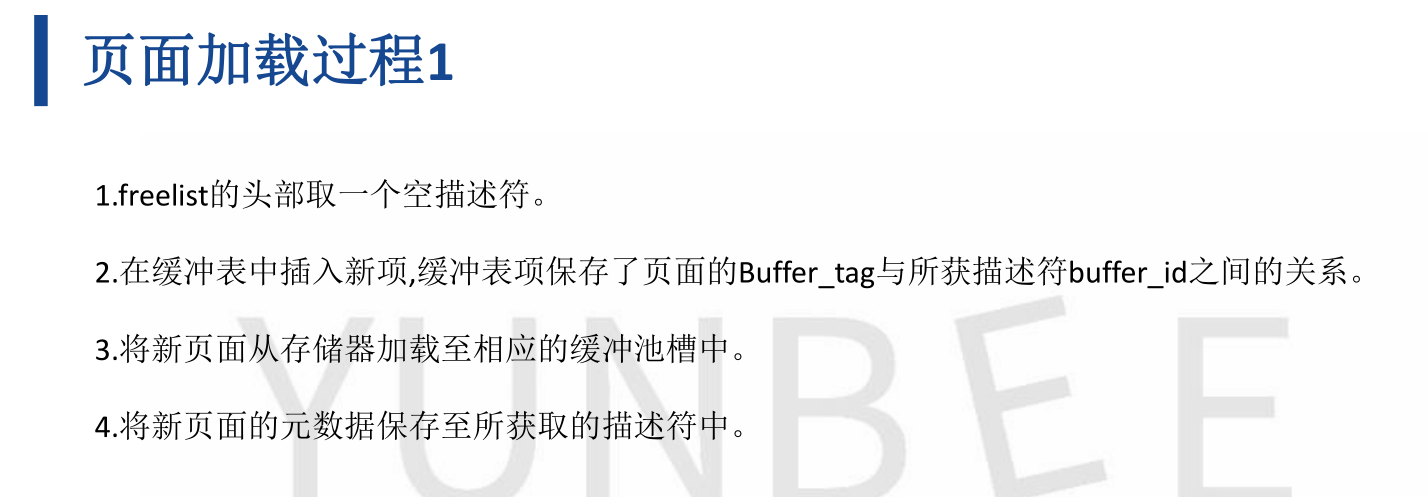 页面加载过程1
1.freelist的头部取一个空描述符。
2.在缓冲表中插入新项,缓冲表项保存了页面的Buffer_tag与所获描述符buffer_id之间的关系。
3.将新页面从存储器加载至相应的缓冲池槽中。
4.将新页面的元数据保存至所获取的描述符中。
YUNBEE